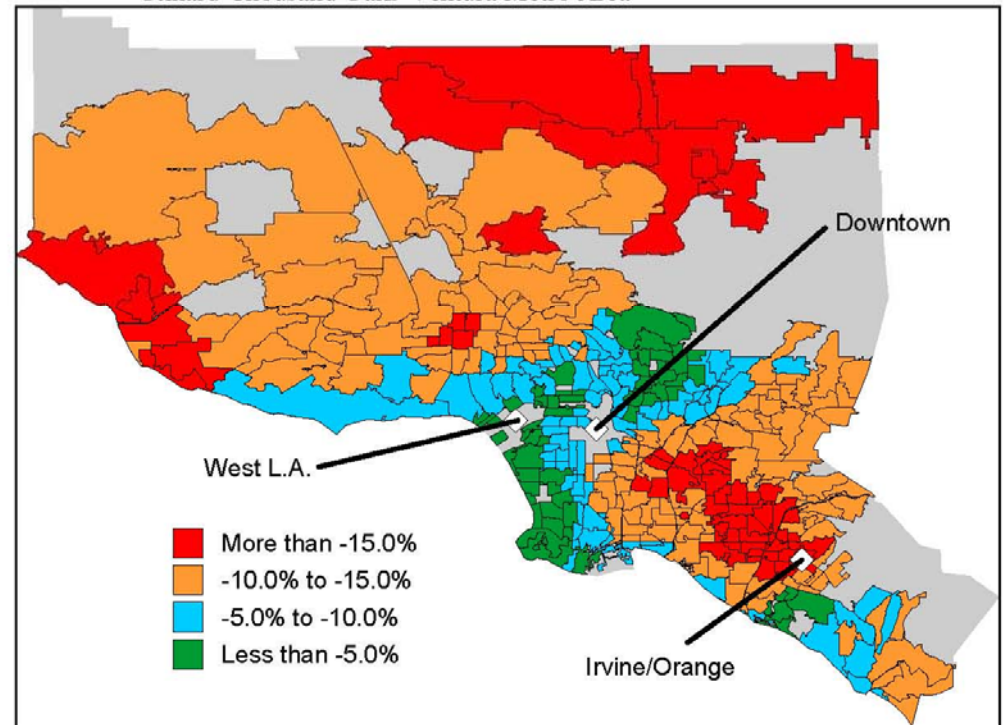 Downtown
West L.A.
More than -15.0%
-10.0% to -15.0%
-5.0% to -10.0%
Less than -5.0%
Irvine/Orange